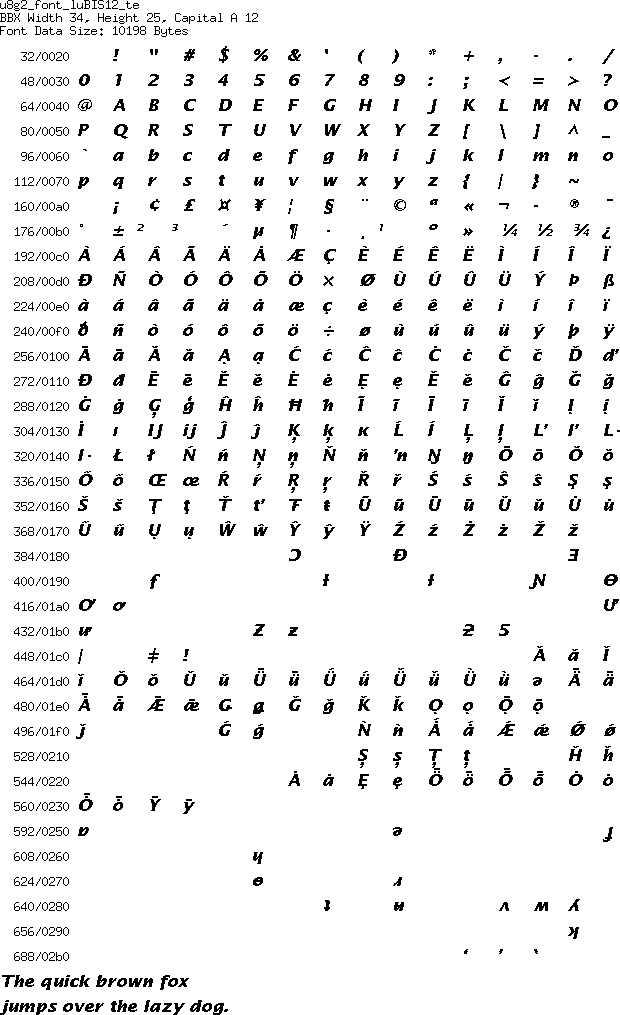 u8g2_font_luBIS12_te
BBX Width 34, Height 25, Capital A 12
Font Data Size: 10198 Bytes
32/0020 ! " # $ % & ' ( ) * + , - . /
48/0030 0 1 2 3 4 5 6 7 8 9 : ; < = > ?
64/0040 @ A B C D E F G H I J K L M N O
80/0050 P Q R S T U V W X Y Z [ \ ] ^ _
96/0060 ` a b c d e f g h i j k l m n o
112/0070 p q r s t u v w x y z { | } ~
160/00a0 ¡ ¢ £ ¤ ¥ ¦ § ¨ © ª « ¬ - ® ¯
176/00b0 ° ± ² ³ ´ µ ¶ · ¸ ¹ º » ¼ ½ ¾ ¿
192/00c0 À Á Â Ã Ä Å Æ Ç È É Ê Ë Ì Í Î Ï
208/00d0 Ð Ñ Ò Ó Ô Õ Ö × Ø Ù Ú Û Ü Ý Þ ß
224/00e0 à á â ã ä å æ ç è é ê ë ì í î ï
240/00f0 ð ñ ò ó ô õ ö ÷ ø ù ú û ü ý þ ÿ
256/0100 Ā ā Ă ă Ą ą Ć ć Ĉ ĉ Ċ ċ Č č Ď ď
272/0110 Đ đ Ē ē Ĕ ĕ Ė ė Ę ę Ě ě Ĝ ĝ Ğ ğ
288/0120 Ġ ġ Ģ ģ Ĥ ĥ Ħ ħ Ĩ ĩ Ī ī Ĭ ĭ Į į
304/0130 İ ı Ĳ ĳ Ĵ ĵ Ķ ķ ĸ Ĺ ĺ Ļ ļ Ľ ľ Ŀ
320/0140 ŀ Ł ł Ń ń Ņ ņ Ň ň ŉ Ŋ ŋ Ō ō Ŏ ŏ
336/0150 Ő ő Œ œ Ŕ ŕ Ŗ ŗ Ř ř Ś ś Ŝ ŝ Ş ş
352/0160 Š š Ţ ţ Ť ť Ŧ ŧ Ũ ũ Ū ū Ŭ ŭ Ů ů
368/0170 Ű ű Ų ų Ŵ ŵ Ŷ ŷ Ÿ Ź ź Ż ż Ž ž
384/0180 Ɔ Ɖ Ǝ
400/0190 ƒ Ɨ ƚ Ɲ Ɵ
416/01a0 Ơ ơ Ư
432/01b0 ư Ƶ ƶ ƻ Ƽ
448/01c0 ǀ ǂ ǃ Ǎ ǎ Ǐ
464/01d0 ǐ Ǒ ǒ Ǔ ǔ Ǖ ǖ Ǘ ǘ Ǚ ǚ Ǜ ǜ ǝ Ǟ ǟ
480/01e0 Ǡ ǡ Ǣ ǣ Ǥ ǥ Ǧ ǧ Ǩ ǩ Ǫ ǫ Ǭ ǭ
496/01f0 ǰ Ǵ ǵ Ǹ ǹ Ǻ ǻ Ǽ ǽ Ǿ ǿ
528/0210 Ș ș Ț ț Ȟ ȟ
544/0220 Ȧ ȧ Ȩ ȩ Ȫ ȫ Ȭ ȭ Ȯ ȯ
560/0230 Ȱ ȱ Ȳ ȳ
592/0250 ɐ ə ɟ
608/0260 ɥ
624/0270 ɵ ɹ
640/0280 ʇ ʉ ʌ ʍ ʎ
656/0290 ʞ
688/02b0 ʻ ʼ ʽ
The quick brown fox
jumps over the lazy dog.